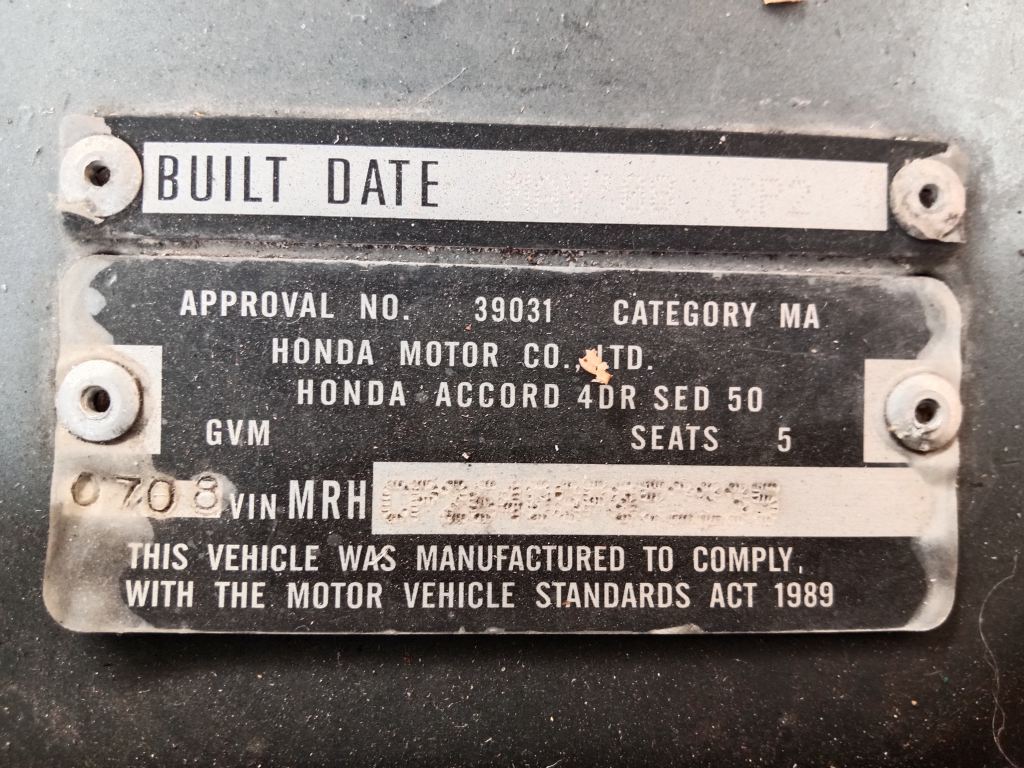 BUILT DATE
APPROVAL NO. 39031 CATEGORY MA
HONDA MOTOR CO., LTD.
HONDA ACCORD 4DR SED 50
GVM SEATS 5
0708 VIN MRH
THIS VEHICLE WAS MANUFACTURED TO COMPLY,
WITH THE MOTOR VEHICLE STANDARDS ACT 1989